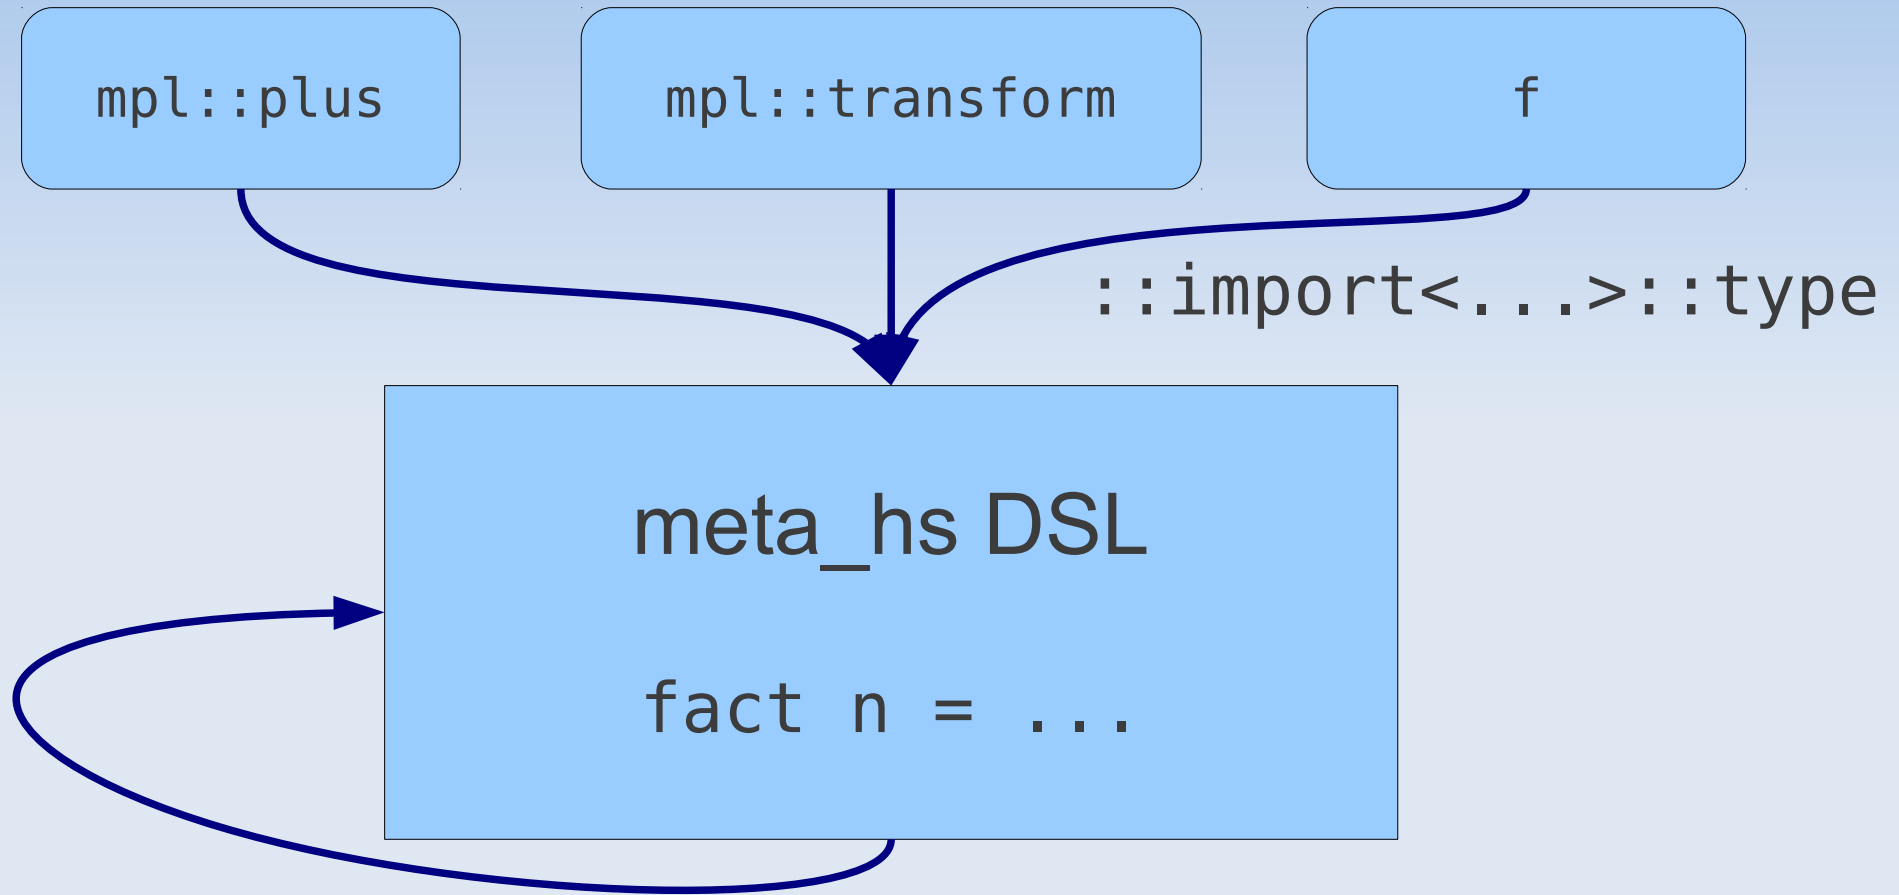 mpl::plus
mpl::transform
f
::import<...>::type
meta_hs DSL
fact n = ...